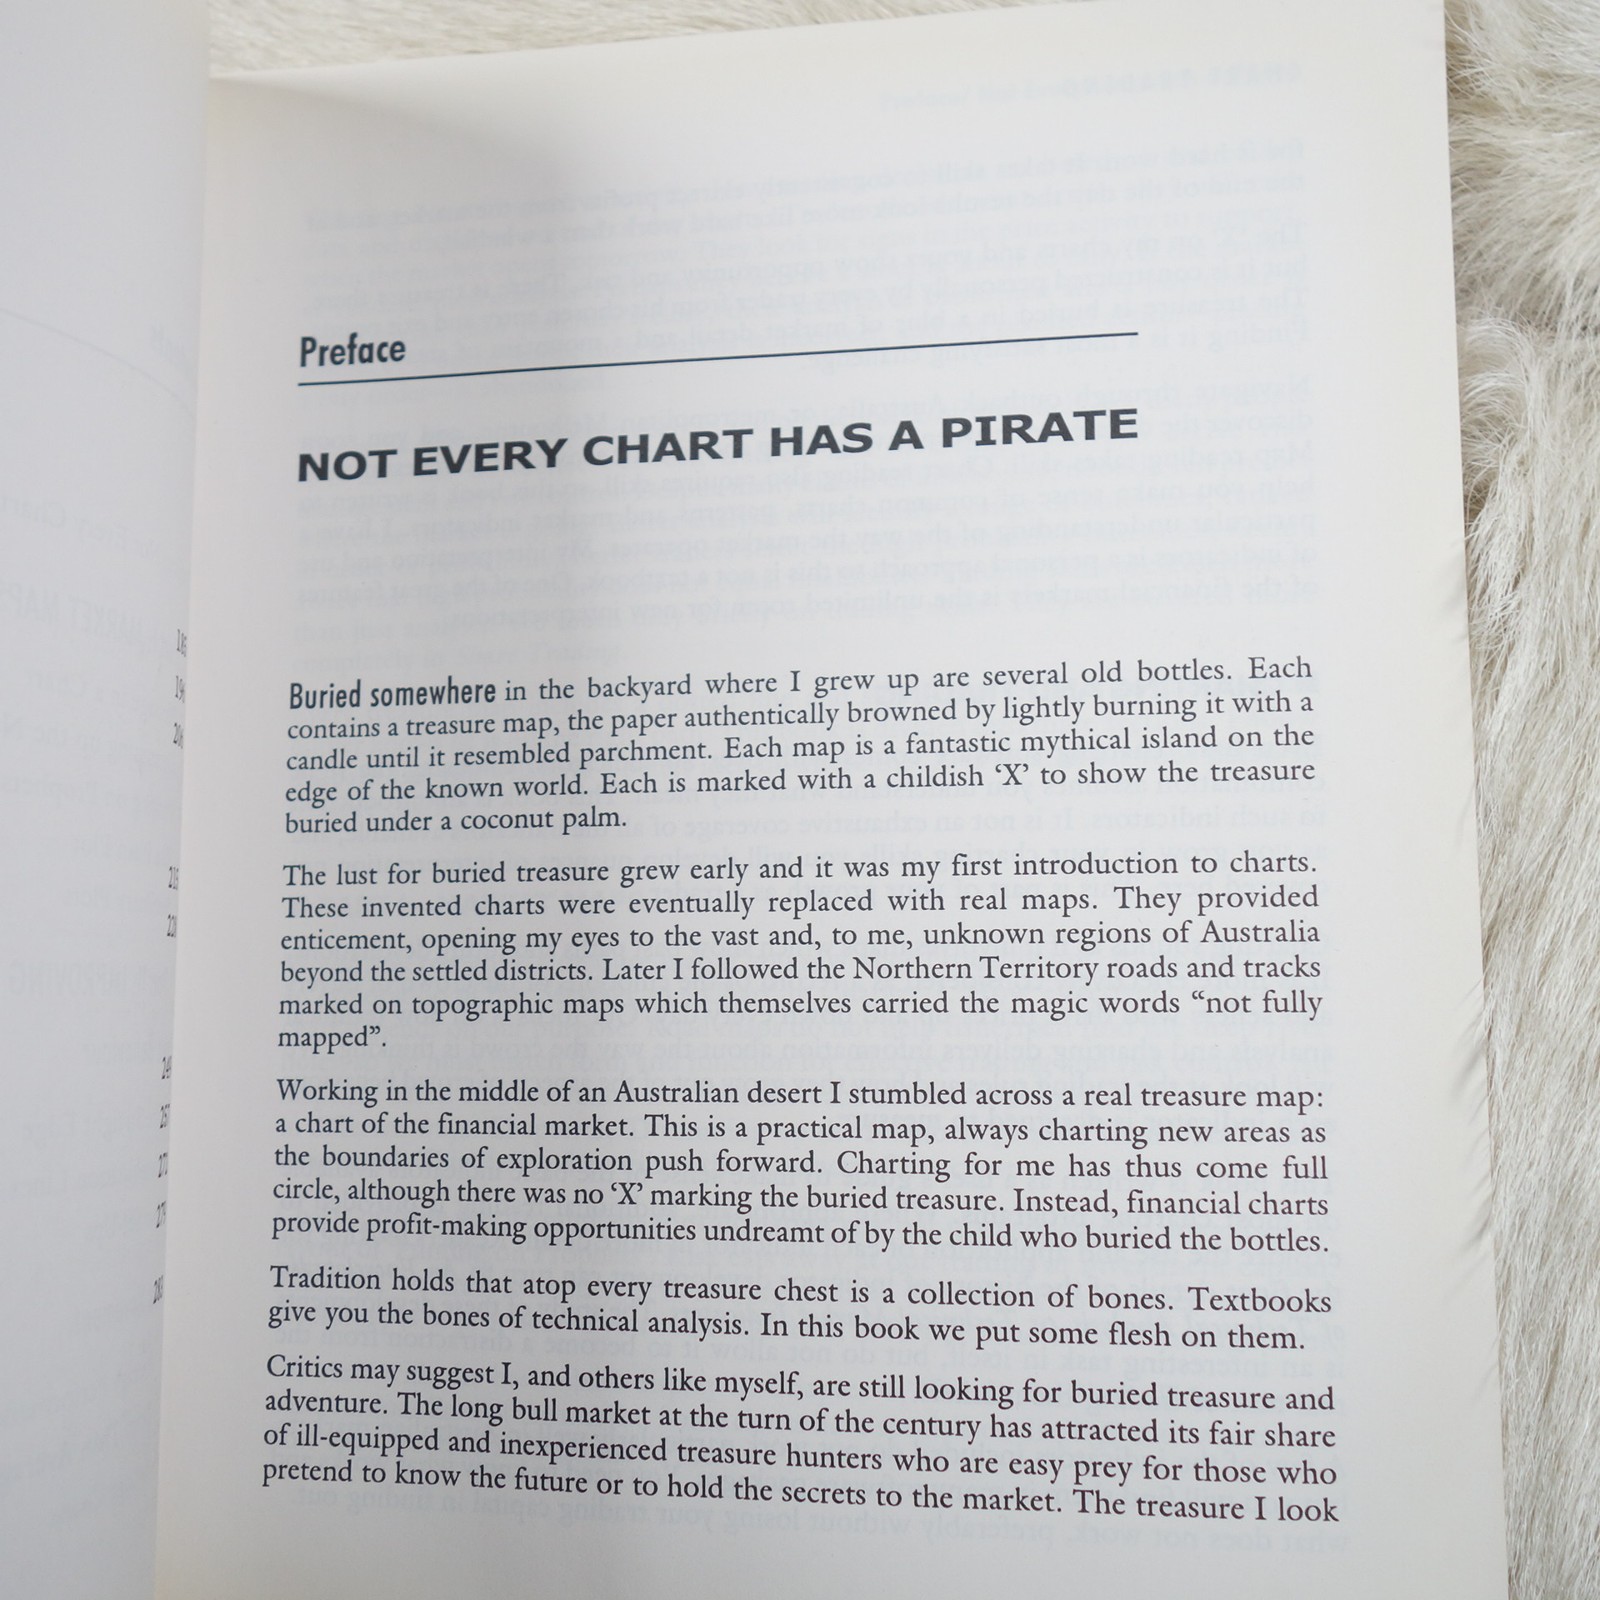 Preface
NOT EVERY CHART HAS A PIRATE
Buried somewhere in the backyard where I grew up are several old bottles. Each
contains a treasure map, the paper authentically browned by lightly burning it with a
candle until it resembled parchment. Each map is a fantastic mythical island on the
edge of the known world. Each is marked with a childish ‘X’ to show the treasure
buried under a coconut palm.
The lust for buried treasure grew early and it was my first introduction to charts.
These invented charts were eventually replaced with real maps. They provided
enticement, opening my eyes to the vast and, to me, unknown regions of Australia
beyond the settled districts. Later I followed the Northern Territory roads and tracks
marked on topographic maps which themselves carried the magic words “not fully
mapped”.
Working in the middle of an Australian desert I stumbled across a real treasure map:
a chart of the financial market. This is a practical map, always charting new areas as
the boundaries of exploration push forward. Charting for me has thus come full
circle, although there was no ‘X’ marking the buried treasure. Instead, financial charts
provide profit-making opportunities undreamt of by the child who buried the bottles.
Tradition holds that atop every treasure chest is a collection of bones. Textbooks
give you the bones of technical analysis. In this book we put some flesh on them.
Critics may suggest I, and others like myself, are still looking for buried treasure and
adventure. The long bull market at the turn of the century has attracted its fair share
of ill-equipped and inexperienced treasure hunters who are easy prey for those who
pretend to know the future or to hold the secrets to the market. The treasure I look